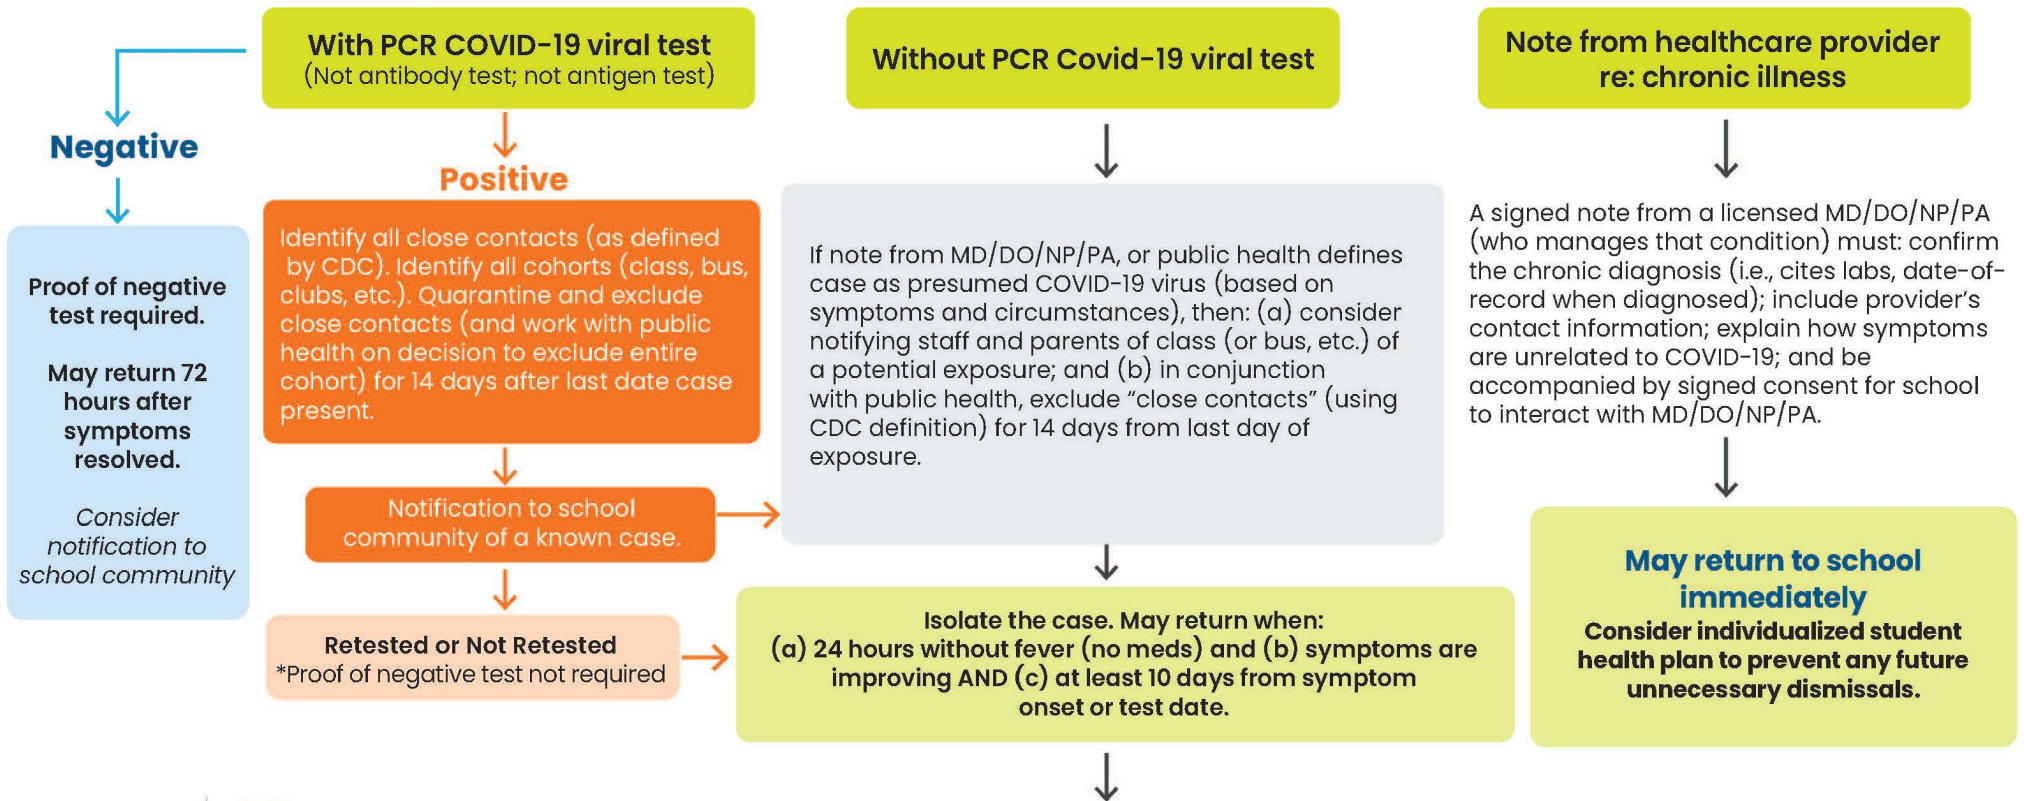 With PCR COVID-19 viral test
(Not antibody test; not antigen test)
Negative
Proof of negative
test required.
May return 72
hours after
symptoms
resolved.
Consider
notification to
school community
Positive
Identify all close contacts (as defined
by CDC). Identify all cohorts (class, bus,
clubs, etc.). Quarantine and exclude
close contacts (and work with public
health on decision to exclude entire
cohort) for 14 days after last date case
present.
Notification to school
community of a known case.
Retested or Not Retested
*Proof of negative test not required
Without PCR Covid-19 viral test
If note from MD/DO/NP/PA, or public health defines
case as presumed COVID-19 virus (based on
symptoms and circumstances), then: (a) consider
notifying staff and parents of class (or bus, etc.) of
a potential exposure; and (b) in conjunction
with public health, exclude “close contacts” (using
CDC definition) for 14 days from last day of
exposure.
Isolate the case. May return when:
(a) 24 hours without fever (no meds) and (b) symptoms are
improving AND (c) at least 10 days from symptom
onset or test date.
Note from healthcare provider
re: chronic illness
A signed note from a licensed MD/DO/NP/PA
(who manages that condition) must: confirm
the chronic diagnosis (i.e., cites labs, date-of-
record when diagnosed); include provider’s
contact information; explain how symptoms
are unrelated to COVID-19; and be
accompanied by signed consent for school
to interact with MD/DO/NP/PA.
May return to school
immediately
Consider individualized student
health plan to prevent any future
unnecessary dismissals.